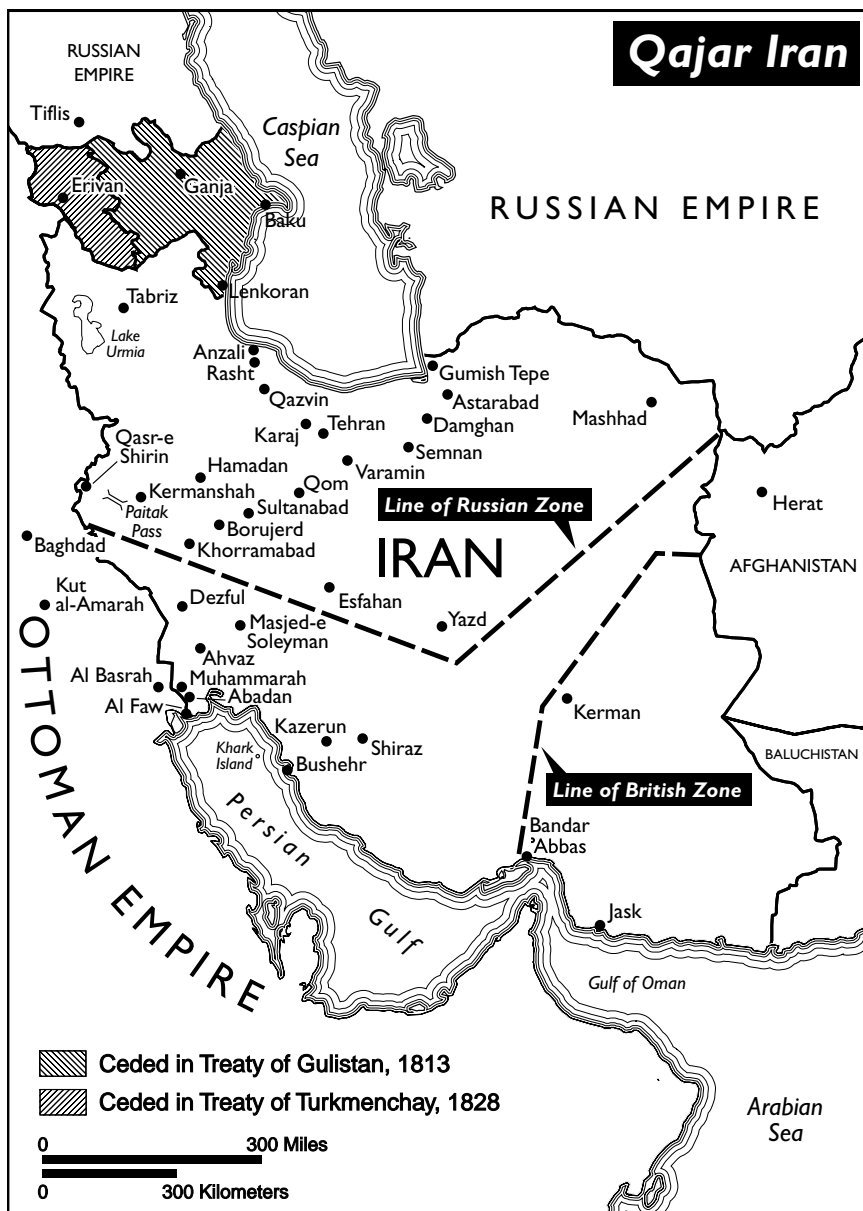 Qajar Iran
RUSSIAN
EMPIRE
Tiflis
Caspian
Sea
Erivan
Ganja
Baku
RUSSIAN EMPIRE
Lenkoran
Tabriz
Lake
Urmia
Anzali
Rasht
Qazvin
Gumish Tepe
Astarabad
Damghan
Mashhad
Karaj
Tehran
Semnan
Qasr-e
Shirin
Hamadan
Varamin
Kermanshah
Qom
Paitak
Pass
Sultanabad
Line of Russian Zone
Herat
Borujerd
Khorramabad
Baghdad
IRAN
AFGHANISTAN
Kut
al-Amarah
Dezful
Esfahan
Masjed-e
Soleyman
Yazd
OTTOMAN EMPIRE
Ahvaz
Al Basrah
Muhammarah
Abadan
Al Faw
Kerman
Kazerun
Shiraz
Khark
Island
Bushehr
BALUCHISTAN
Line of British Zone
Persian
Gulf
Bandar
'Abbas
Jask
Gulf of Oman
Ceded in Treaty of Gulistan, 1813
Ceded in Treaty of Turkmenchay, 1828
Arabian
Sea
0 300 Miles
0 300 Kilometers